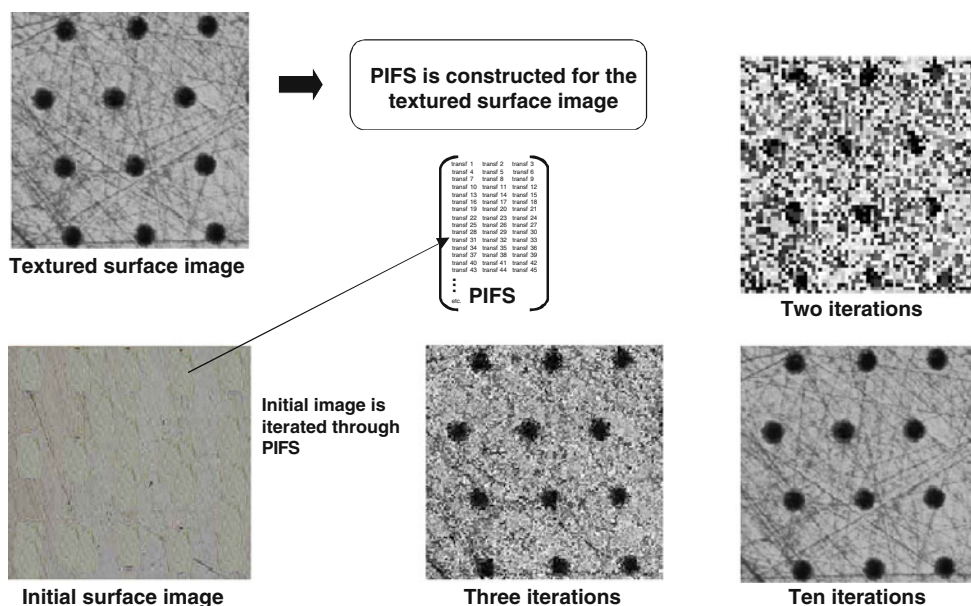 PIFS is constructed for the
textured surface image
transf 1 transf 2 transf 3
transf 4 transf 5 transf 6
transf 7 transf 8 transf 9
transf 10 transf 11 transf 12
transf 13 transf 14 transf 15
transf 16 transf 17 transf 18
transf 19 transf 20 transf 21
transf 22 transf 23 transf 24
transf 25 transf 26 transf 27
transf 28 transf 29 transf 30
transf 31 transf 32 transf 33
transf 34 transf 35 transf 36
transf 37 transf 38 transf 39
transf 40 transf 41 transf 42
transf 43 transf 44 transf 45
etc. PIFS
Textured surface image
Two iterations
Initial image is
iterated through
PIFS
Initial surface image
Three iterations
Ten iterations